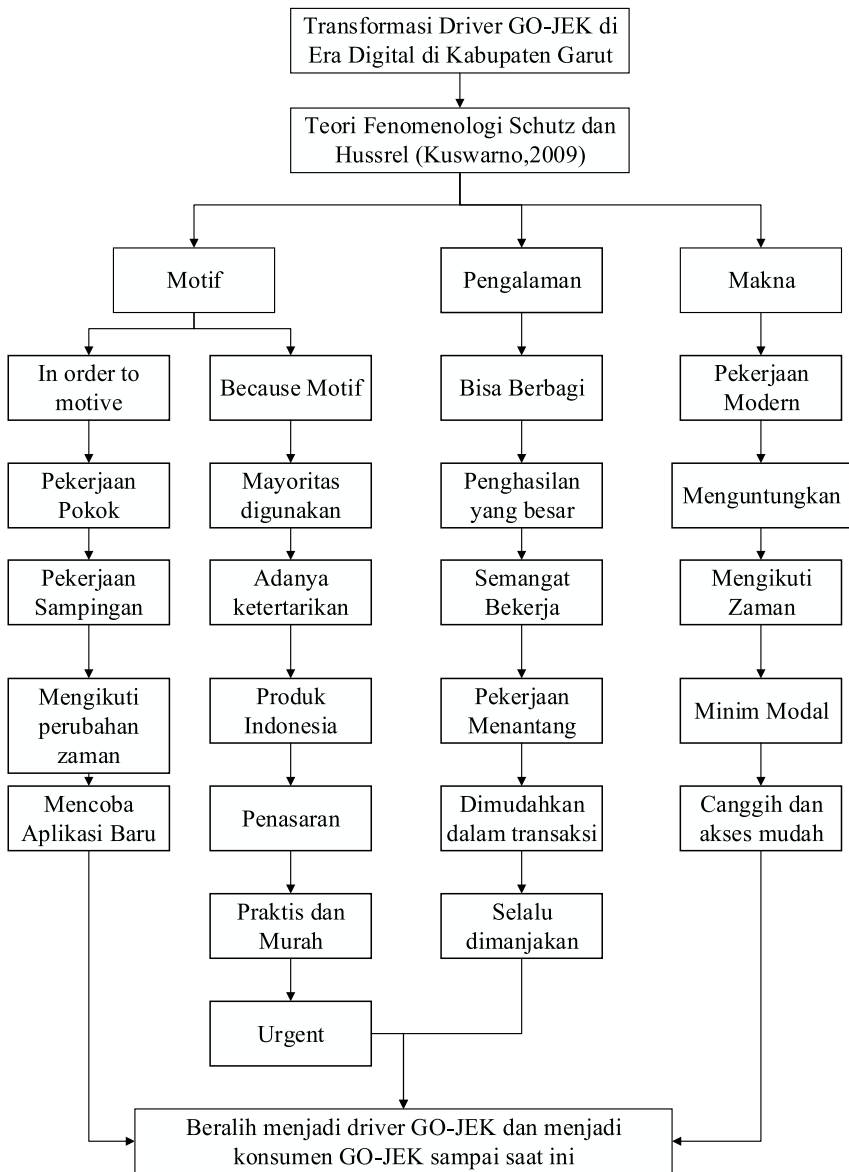 Transformasi Driver GO-JEK di
Era Digital di Kabupaten Garut
Teori Fenomenologi Schutz dan
Hussrel (Kuswarno,2009)
Motif
Pengalaman
Makna
In order to
motive
Because Motif
Bisa Berbagi
Pekerjaan
Modern
Pekerjaan
Pokok
Mayoritas
digunakan
Penghasilan
yang besar
Menguntungkan
Pekerjaan
Sampingan
Adanya
ketertarikan
Semangat
Bekerja
Mengikuti
Zaman
Mengikuti
perubahan
zaman
Produk
Indonesia
Pekerjaan
Menantang
Minim Modal
Mencoba
Aplikasi Baru
Penasaran
Dimudahkan
dalam transaksi
Canggih dan
akses mudah
Praktis dan
Murah
Selalu
dimanjakan
Urgent
Beralih menjadi driver GO-JEK dan menjadi
konsumen GO-JEK sampai saat ini